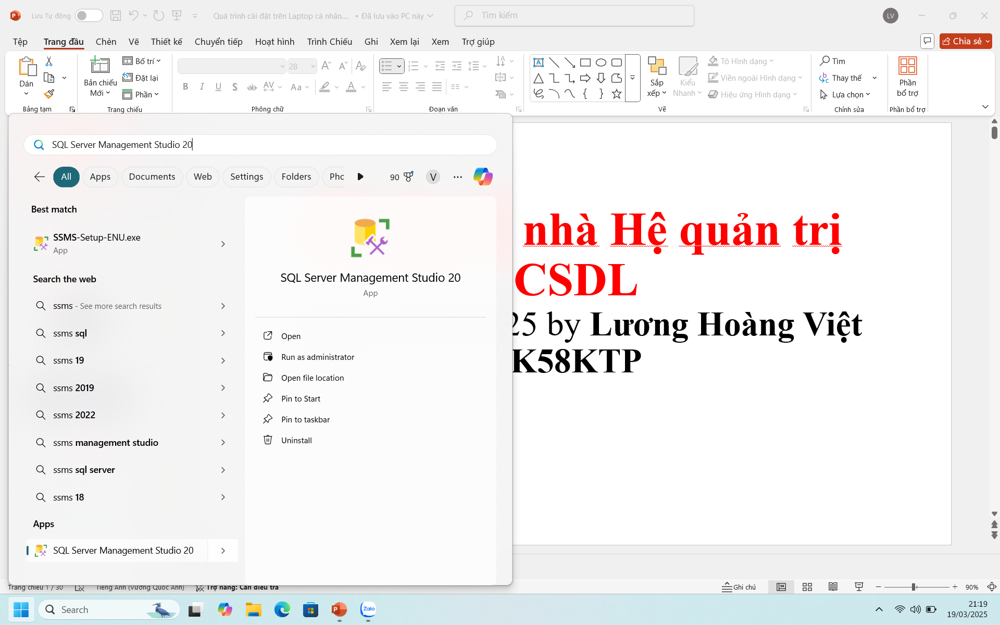 Lưu Tự động
Quá trình cài đặt trên Laptop cá nhân.... • Đã lưu vào PC này
Tìm kiếm
LV
Tệp
Trang đầu
Chèn
Vẽ
Thiết kế
Chuyển tiếp
Hoạt hình
Trình Chiếu
Ghi
Xem lại
Xem
Trợ giúp
Chia sẻ
Dán
Bảng tạm
Bản chiếu
Mới
Bố trí
Đặt lại
Phần
Trang chiếu
28
Phông chữ
Đoạn văn
Sắp
xếp
Kiểu
Nhanh
Tô Hình dạng
Viền ngoài Hình dạng
Hiệu ứng Hình dạng
Vẽ
Tìm
Thay thế
Lựa chọn
Chỉnh sửa
Phần
bổ trợ
Phần bổ trợ
SQL Server Management Studio 20
All
Apps
Documents
Web
Settings
Folders
Pho
90
V
Best match
SSMS-Setup-ENU.exe
App
Search the web
ssms - See more search results
ssms sql
ssms 19
ssms 2019
ssms 2022
ssms management studio
ssms sql server
ssms 18
Apps
SQL Server Management Studio 20
SQL Server Management Studio 20
App
Open
Run as administrator
Open file location
Pin to Start
Pin to taskbar
Uninstall
nhà Hệ quản trị
CSDL
25 by Lương Hoàng Việt
K58KTP
Trang chiếu 1 / 30
Tiếng Anh (Vương Quốc Anh)
Trợ năng: Cần điều tra
Ghi chú
90%
Search
Zalo
21:19
19/03/2025